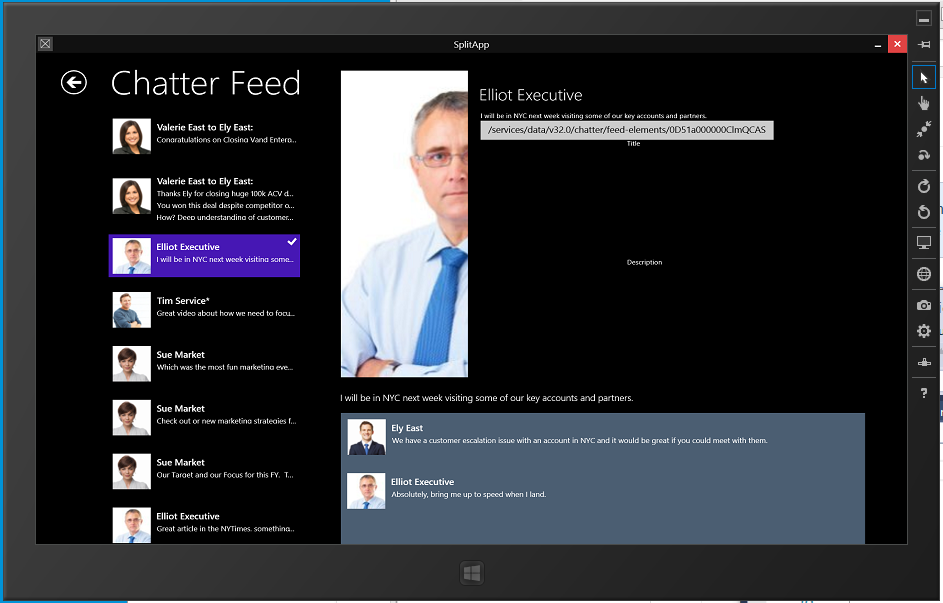 SplitApp
Chatter Feed
Valerie East to Ely East:
Congratulations on Closing Vand Entera...
Valerie East to Ely East:
Thanks Ely for closing huge 100k ACV d...
You won this deal despite competitor o...
How? Deep understanding of customer...
Elliot Executive
I will be in NYC next week visiting some...
Tim Service*
Great video about how we need to focu...
Sue Market
Which was the most fun marketing eve...
Sue Market
Check out or new marketing strategies f...
Sue Market
Our Target and our Focus for this FY. T...
Elliot Executive
Great article in the NYTimes. something...
Elliot Executive
I will be in NYC next week visiting some of our key accounts and partners.
/services/data/v32.0/chatter/feed-elements/0D51a000000ClmQCAS
Title
Description
I will be in NYC next week visiting some of our key accounts and partners.
Ely East
We have a customer escalation issue with an account in NYC and it would be great if you could meet with them.
Elliot Executive
Absolutely, bring me up to speed when I land.